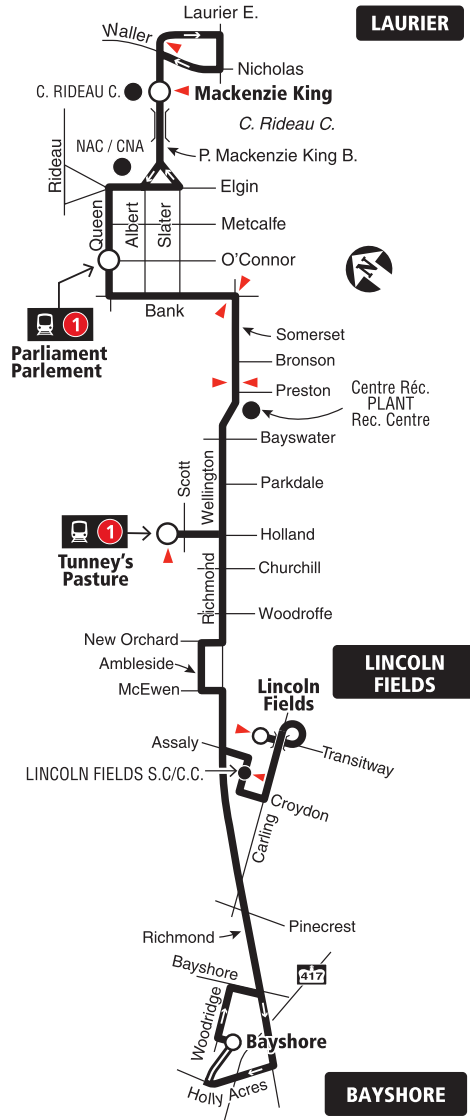 Laurier E.
LAURIER
Waller
Nicholas
C. RIDEAU C.
Mackenzie King
C. Rideau C.
NAC / CNA
P. Mackenzie King B.
Rideau
Elgin
Queen
Albert
Slater
Metcalfe
O'Connor
N
Bank
1
Parliament
Parlement
Somerset
Bronson
Preston
Centre Réc.
PLANT
Rec. Centre
Bayswater
Scott
Wellington
Parkdale
1
Holland
Tunney's
Pasture
Churchill
Richmond
Woodroffe
New Orchard
Ambleside
McEwen
LINCOLN
FIELDS
Lincoln
Fields
Assaly
Transitway
LINCOLN FIELDS S.C/C.C.
Croydon
Carling
Pinecrest
Richmond
Bayshore
417
Woodridge
Bayshore
Holly Acres
BAYSHORE